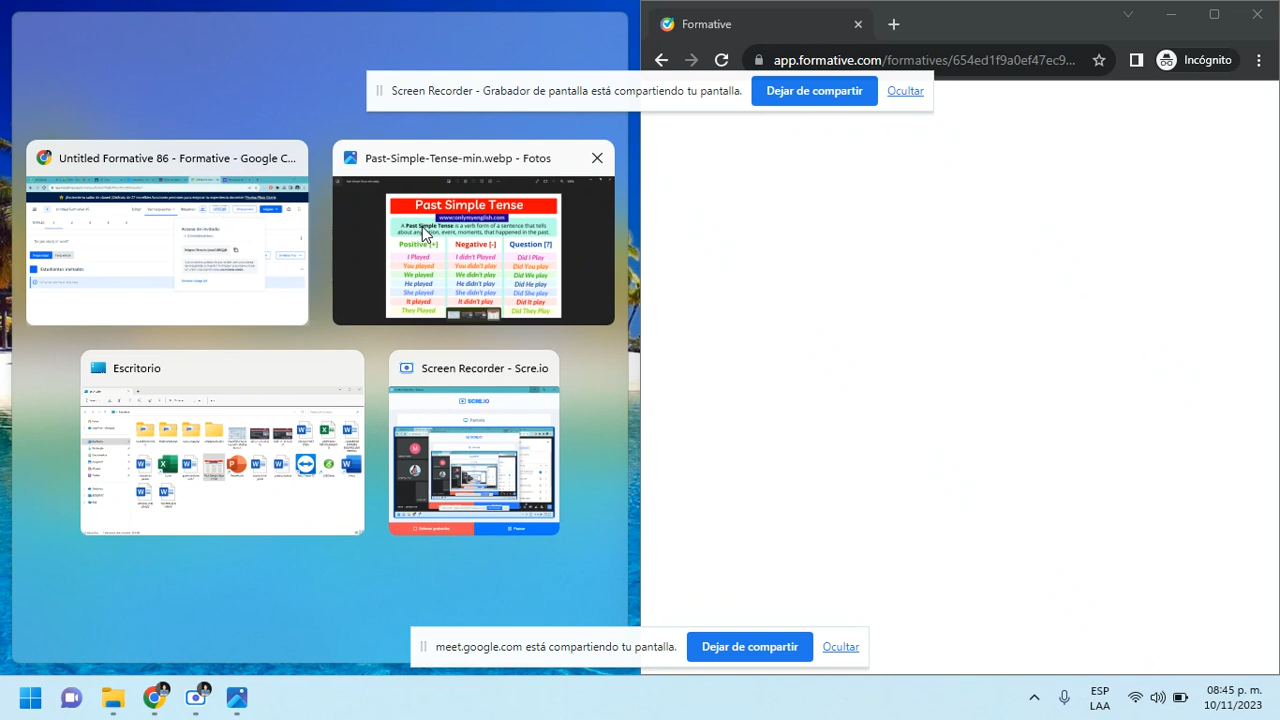 Formative
app.formative.com/formatives/654ed1f9a0ef47ec9...
Incógnito
Screen Recorder - Grabador de pantalla está compartiendo tu pantalla.
Dejar de compartir
Ocultar
Untitled Formative 86 - Formative - Google C...
Past-Simple-Tense-min.webp - Fotos
Past Simple Tense
www.onlymyenglish.com
A Past Simple Tense is a verb form of a sentence that tells
about any action, event, moments, that happened in the past.
Positive [+] Negative [-] Question [?]
I Played I didn't Played Did I Play
You played You didn't play Did You play
We played We didn't play Did We play
He played He didn't play Did He play
She played She didn't play Did She play
It played It didn't play Did It play
They Played Did They Play
Escritorio
Screen Recorder - Scre.io
SCRE.IO
Pantalla
Pausar
meet.google.com está compartiendo tu pantalla.
Dejar de compartir
Ocultar
ESP
LAA
08:45 p. m.
10/11/2023